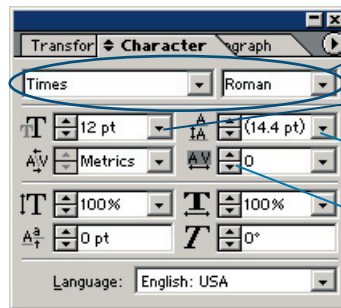 Transfor Character agraph
Times Roman
12 pt (14.4 pt)
Metrics 0
100% 100%
0 pt 0°
Language: English: USA